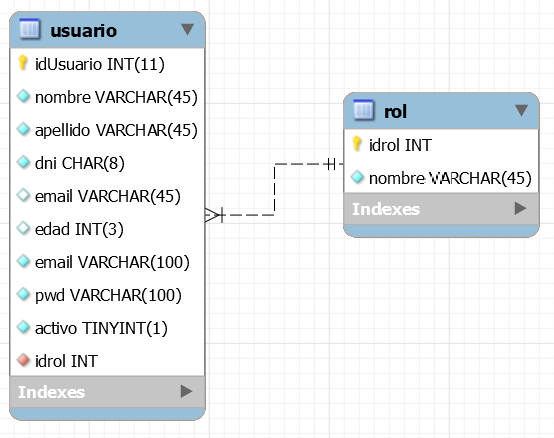 usuario
idUsuario INT(11)
nombre VARCHAR(45)
apellido VARCHAR(45)
dni CHAR(8)
email VARCHAR(45)
edad INT(3)
email VARCHAR(100)
pwd VARCHAR(100)
activo TINYINT(1)
idrol INT
Indexes
rol
idrol INT
nombre VARCHAR(45)
Indexes